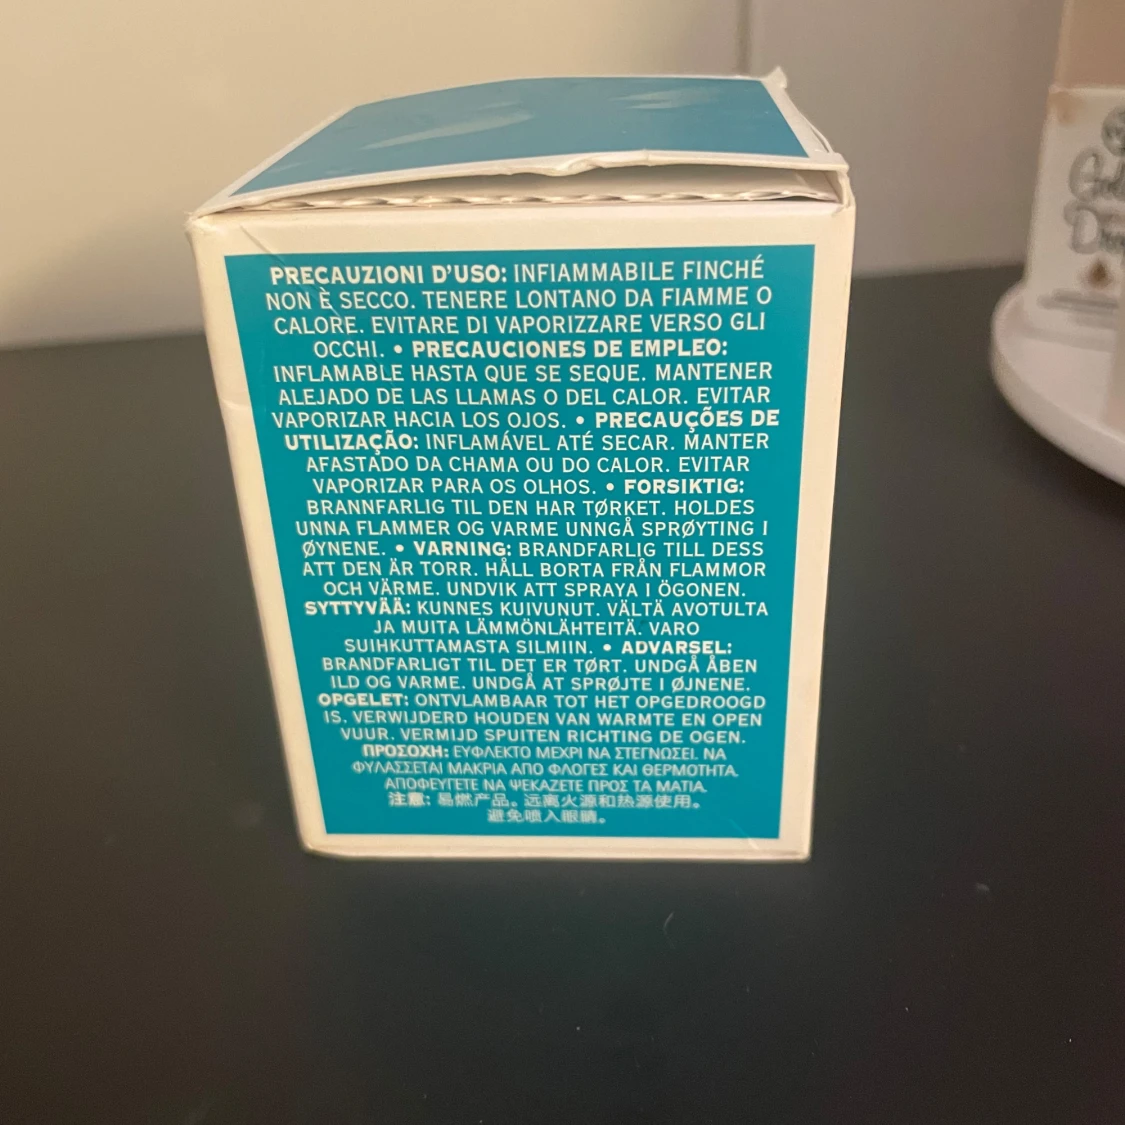 PRECAUZIONI D'USO: INFIAMMABILE FINCHÉ
NON È SECCO. TENERE LONTANO DA FIAMME O
CALORE. EVITARE DI VAPORIZZARE VERSO GLI
OCCHI. • PRECAUCIONES DE EMPLEO:
INFLAMABLE HASTA QUE SE SEQUE. MANTENER
ALEJADO DE LAS LLAMAS O DEL CALOR. EVITAR
VAPORIZAR HACIA LOS OJOS. • PRECAUÇÕES DE
UTILIZAÇÃO: INFLAMÁVEL ATÉ SECAR. MANTER
AFASTADO DA CHAMA OU DO CALOR. EVITAR
VAPORIZAR PARA OS OLHOS. • FORSIKTIG:
BRANNFARLIG TIL DEN HAR TØRKET. HOLDES
UNNA FLAMMER OG VARME UNNGÅ SPRØYTING I
ØYNENE. • VARNING: BRANDFARLIG TILL DESS
ATT DEN ÄR TORR. HÅLL BORTA FRÅN FLAMMOR
OCH VÄRME. UNDVIK ATT SPRAYA I ÖGONEN.
SYTTYVÄÄ: KUNNES KUIVUNUT. VÄLTÄ AVOTULTA
JA MUITA LÄMMÖNLÄHTEITÄ. VARO
SUIHKUTTAMASTA SILMIIN. • ADVARSEL:
BRANDFARLIGT TIL DET ER TØRT. UNDGÅ ÅBEN
ILD OG VARME. UNDGÅ AT SPRØJTE I ØJNENE.
OPGELET: ONTVLAMBAAR TOT HET OPGEDROOGD
IS. VERWIJDERD HOUDEN VAN WARMTE EN OPEN
VUUR. VERMIJD SPUITEN RICHTING DE OGEN.
ΠΡΟΣΟΧΗ: ΕΥΦΛΕΚΤΟ ΜΕΧΡΙ ΝΑ ΣΤΕΓΝΩΣΕΙ. ΝΑ
ΦΥΛΑΣΣΕΤΑΙ ΜΑΚΡΙΑ ΑΠΟ ΦΛΟΓΕΣ ΚΑΙ ΘΕΡΜΟΤΗΤΑ.
ΑΠΟΦΕΥΓΕΤΕ ΝΑ ΨΕΚΑΖΕΤΕ ΠΡΟΣ ΤΑ ΜΑΤΙΑ.
注意: 易燃产品。远离火源和热源使用。
避免喷入眼睛。